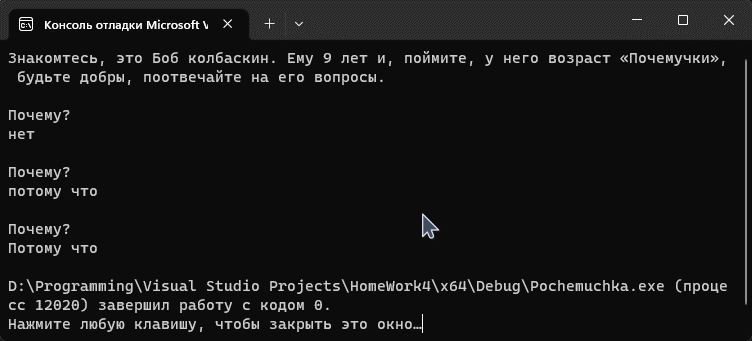 Консоль отладки Microsoft V
Знакомтесь, это Боб колбаскин. Ему 9 лет и, поймите, у него возраст «Почемучки»,
будьте добры, поотвечайте на его вопросы.
Почему?
нет
Почему?
потому что
Почему?
Потому что
D:\Programming\Visual Studio Projects\HomeWork4\x64\Debug\Pochemuchka.exe (проце
сс 12020) завершил работу с кодом 0.
Нажмите любую клавишу, чтобы закрыть это окно…